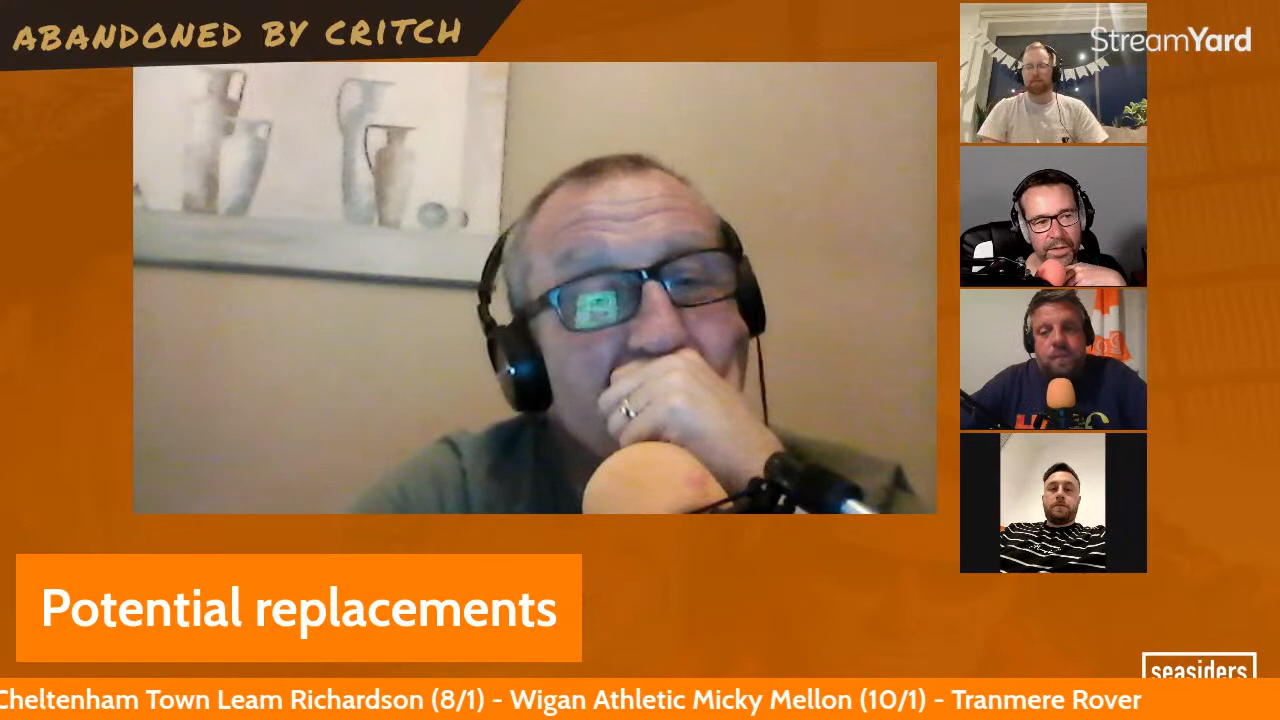 ABANDONED BY CRITCH
StreamYard
Potential replacements
seasiders
Cheltenham Town Leam Richardson (8/1) - Wigan Athletic Micky Mellon (10/1) - Tranmere Rover